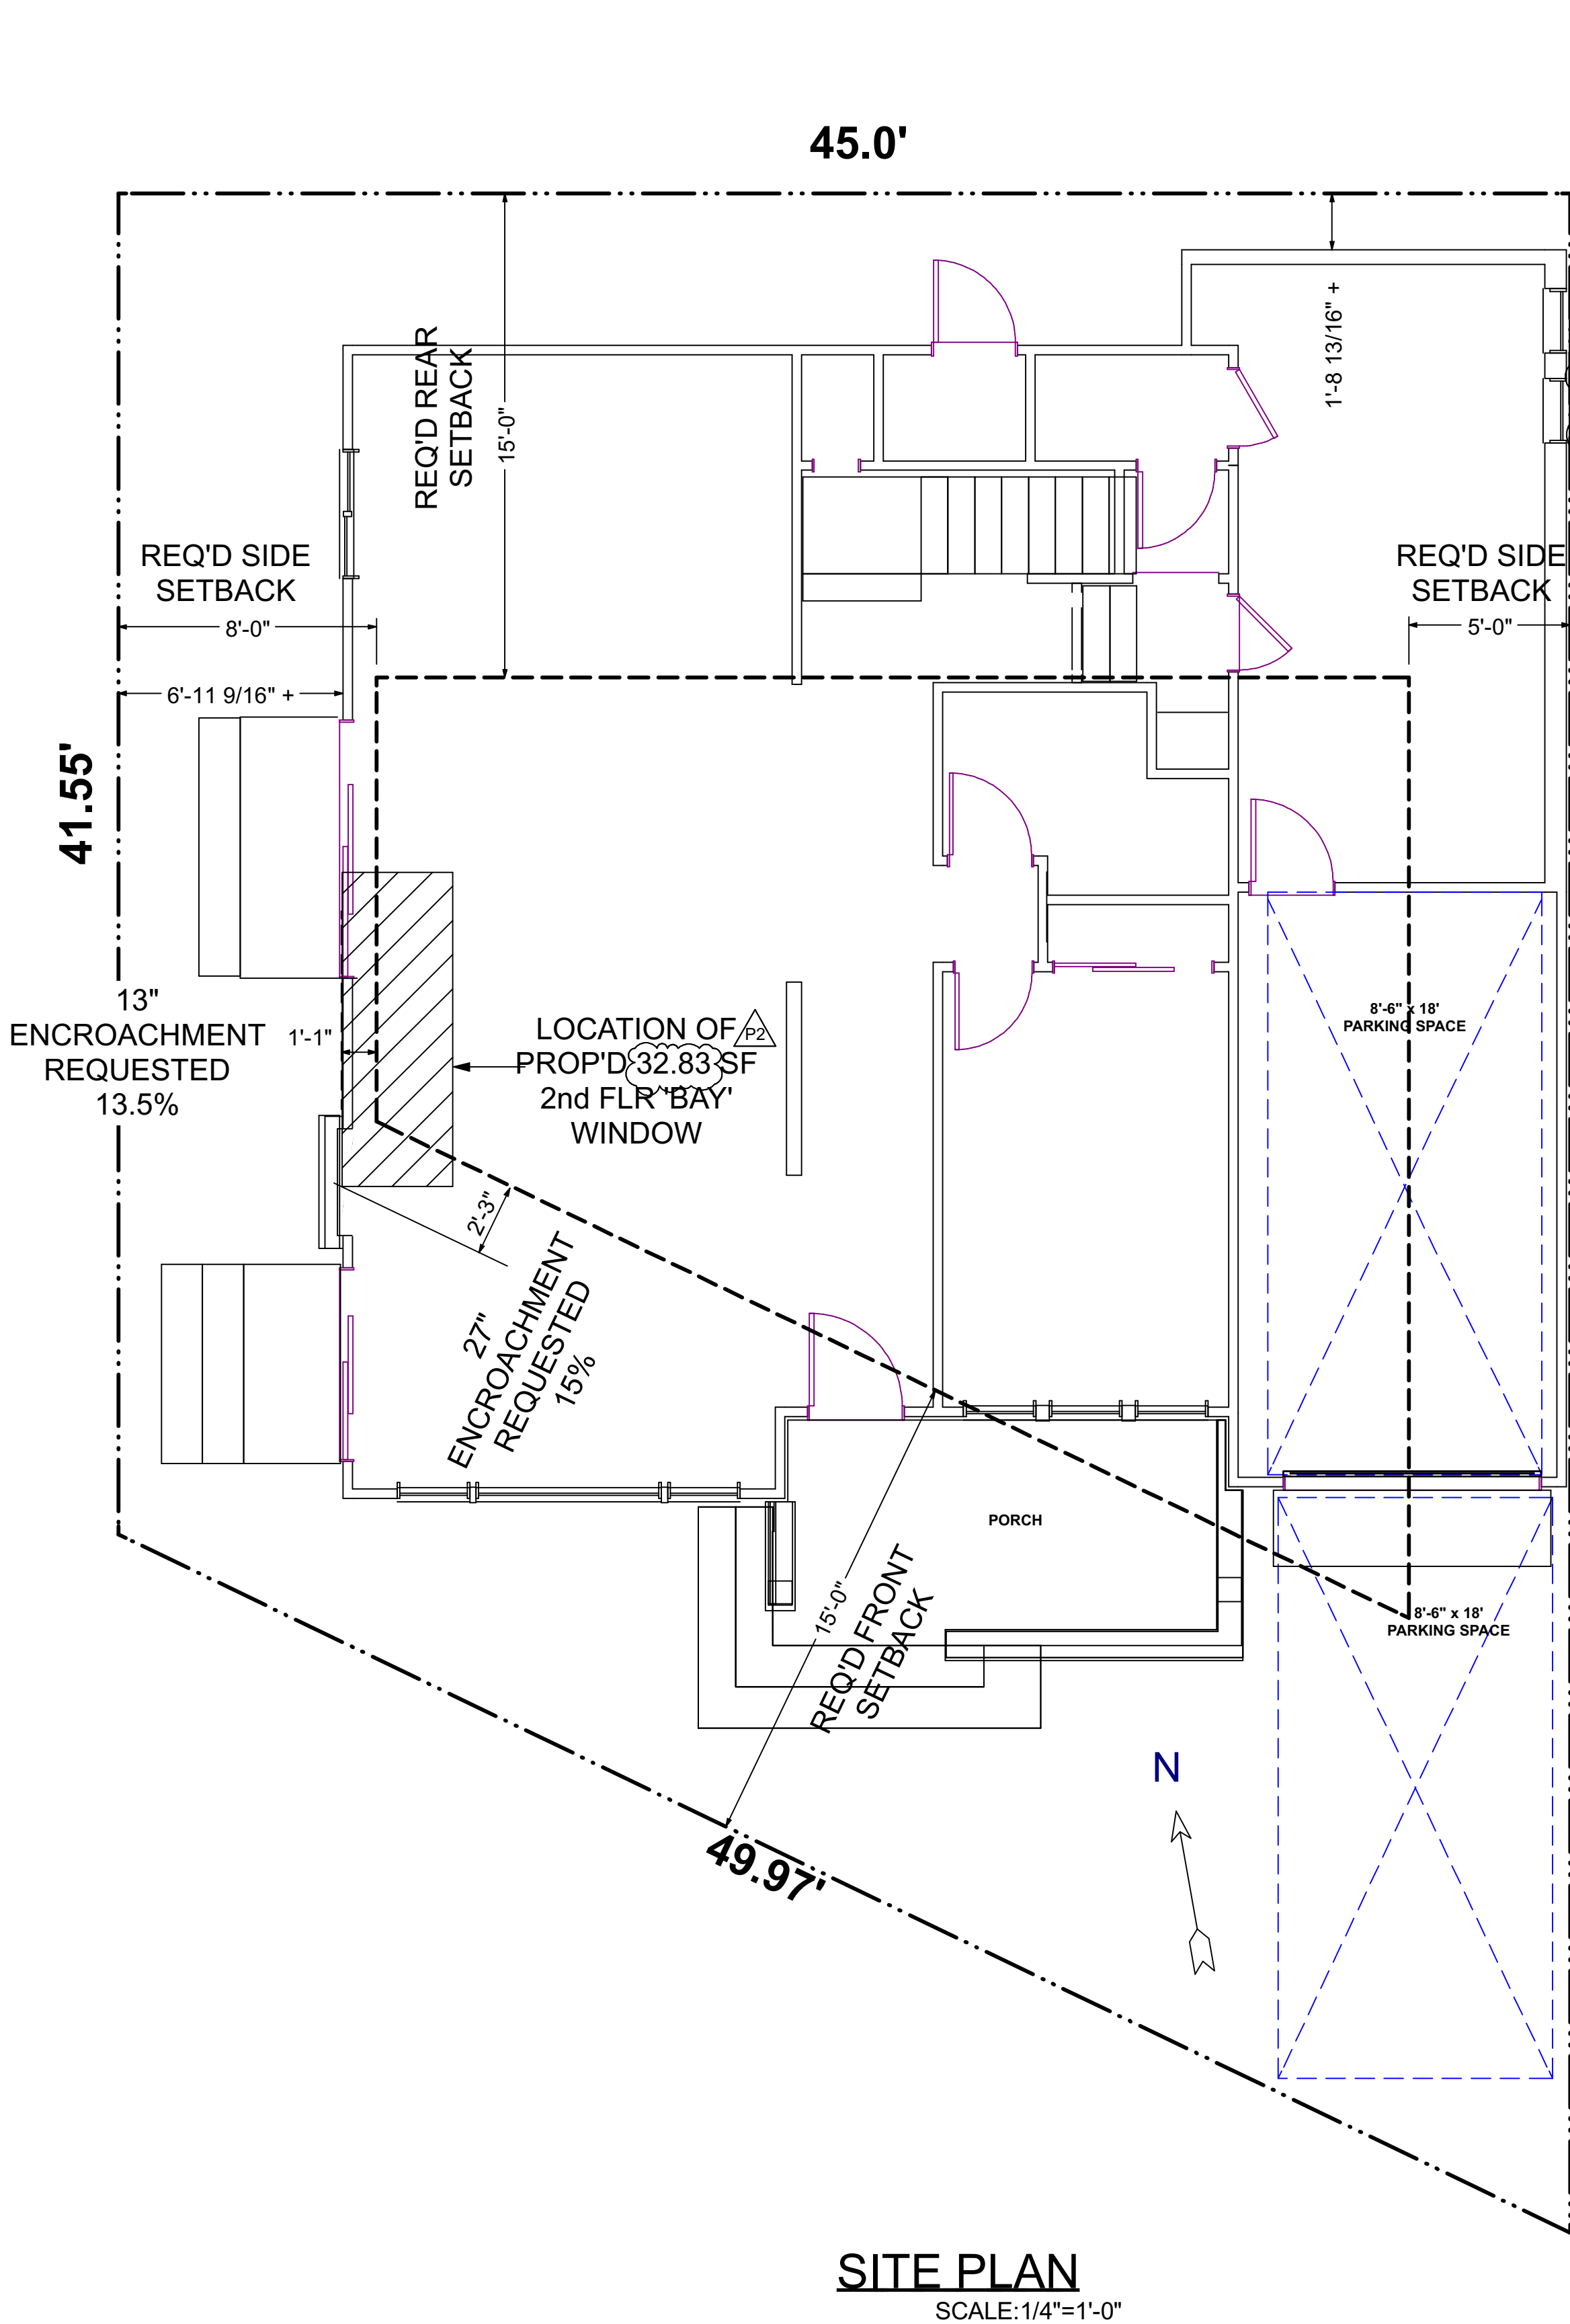 45.0'
1'-8 13/16" +
REQ'D REAR
SETBACK
15'-0"
REQ'D SIDE
SETBACK
8'-0"
REQ'D SIDE
SETBACK
5'-0"
6'-11 9/16" +
41.55'
13"
ENCROACHMENT
REQUESTED
13.5%
1'-1"
LOCATION OF
P2
PROP'D 32.83 SF
2nd FLR 'BAY'
WINDOW
8'-6" x 18'
PARKING SPACE
2'-3"
27"
ENCROACHMENT
REQUESTED
15%
PORCH
15'-0"
REQ'D FRONT
SETBACK
8'-6" x 18'
PARKING SPACE
N
49.97'
SITE PLAN
SCALE:1/4"=1'-0"